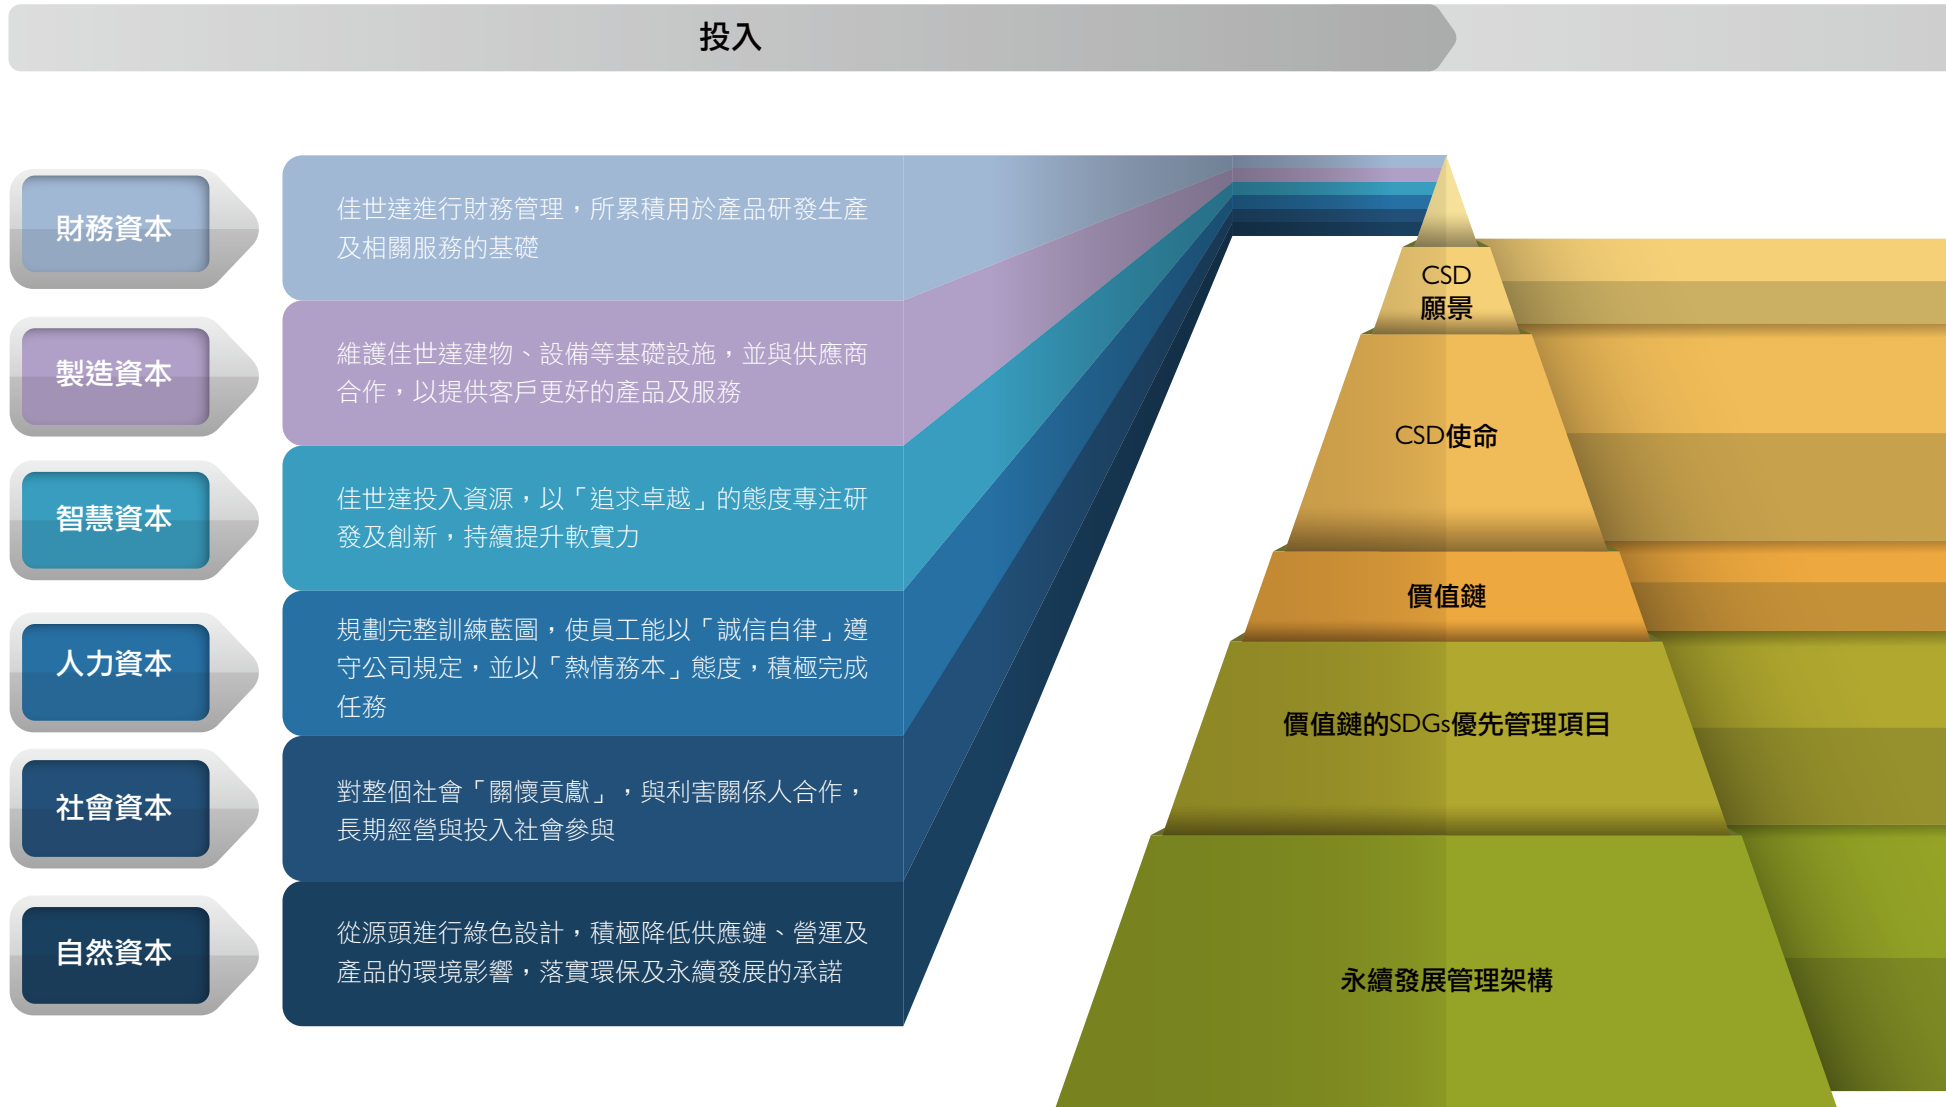 投入
財務資本
佳世達進行財務管理，所累積用於產品研發生產
及相關服務的基礎
製造資本
維護佳世達建物、設備等基礎設施，並與供應商
合作，以提供客戶更好的產品及服務
智慧資本
佳世達投入資源，以「追求卓越」的態度專注研
發及創新，持續提升軟實力
人力資本
規劃完整訓練藍圖，使員工能以「誠信自律」遵
守公司規定，並以「熱情務本」態度，積極完成
任務
社會資本
對整個社會「關懷貢獻」，與利害關係人合作，
長期經營與投入社會參與
自然資本
從源頭進行綠色設計，積極降低供應鏈、營運及
產品的環境影響，落實環保及永續發展的承諾
CSD
願景
CSD使命
價值鏈
價值鏈的SDGs優先管理項目
永續發展管理架構